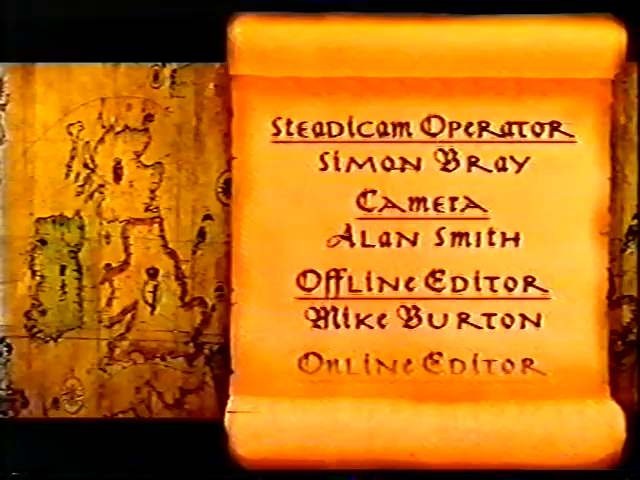 Steadicam Operator
Simon Bray
Camera
Alan Smith
Offline Editor
Mike Burton
Online Editor